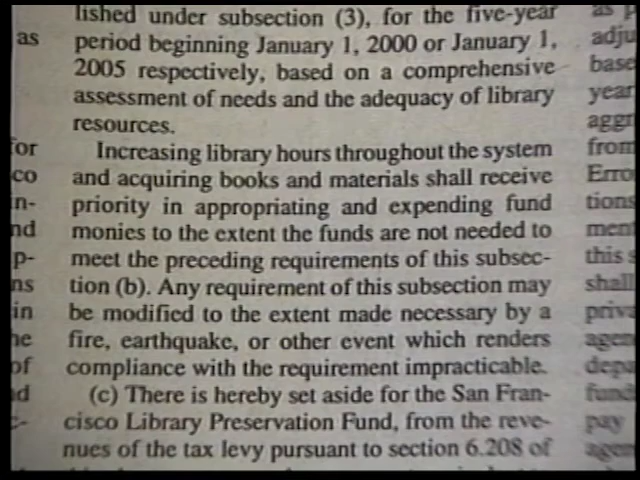 lished under subsection (3), for the five-year
period beginning January 1, 2000 or January 1,
2005 respectively, based on a comprehensive
assessment of needs and the adequacy of library
resources.
Increasing library hours throughout the system
and acquiring books and materials shall receive
priority in appropriating and expending fund
monies to the extent the funds are not needed to
meet the preceding requirements of this subsec-
tion (b). Any requirement of this subsection may
be modified to the extent made necessary by a
fire, earthquake, or other event which renders
compliance with the requirement impracticable.
(c) There is hereby set aside for the San Fran-
cisco Library Preservation Fund, from the reve-
nues of the tax levy pursuant to section 6.208 of